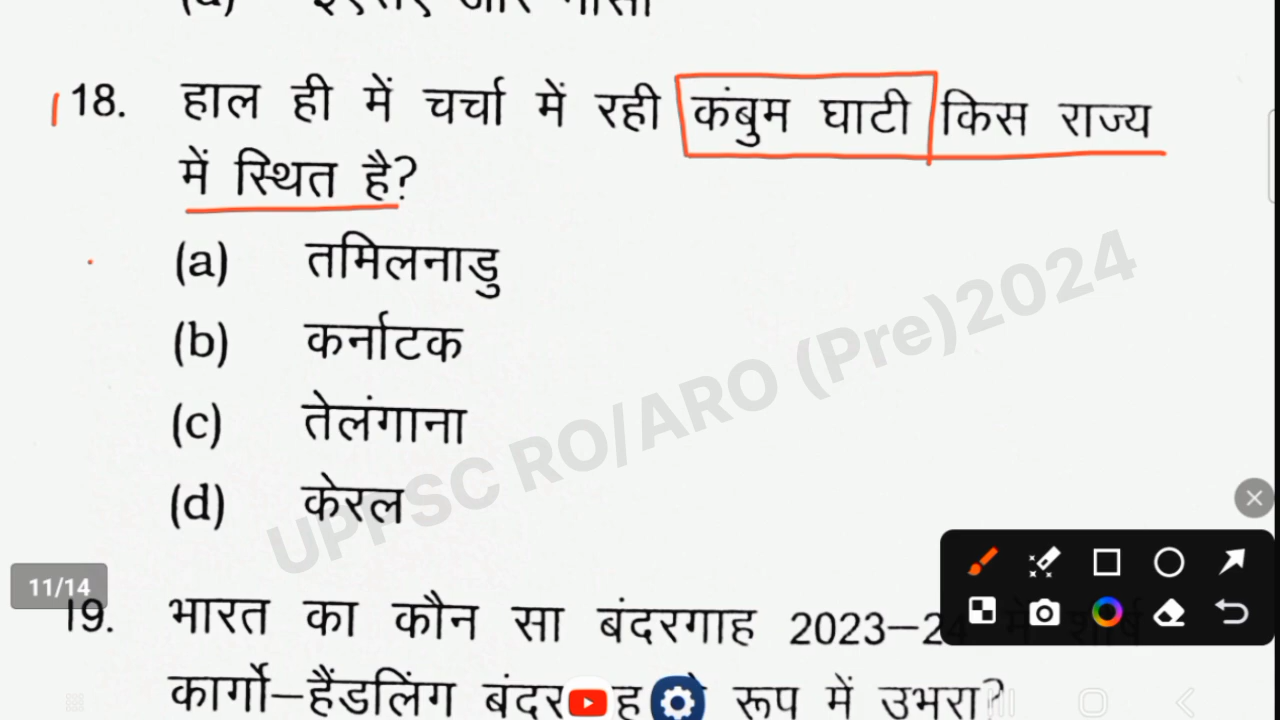 18. हाल ही में चर्चा में रही कंबुम घाटी किस राज्य
में स्थित है?
(a) तमिलनाडु
(b) कर्नाटक
(c) तेलंगाना
(d) केरल
UPPSC RO/ARO (Pre)2024
11/14
19. भारत का कौन सा बंदरगाह 2023–24 में शीर्ष
कार्गो–हैंडलिंग रूप में उभरा?